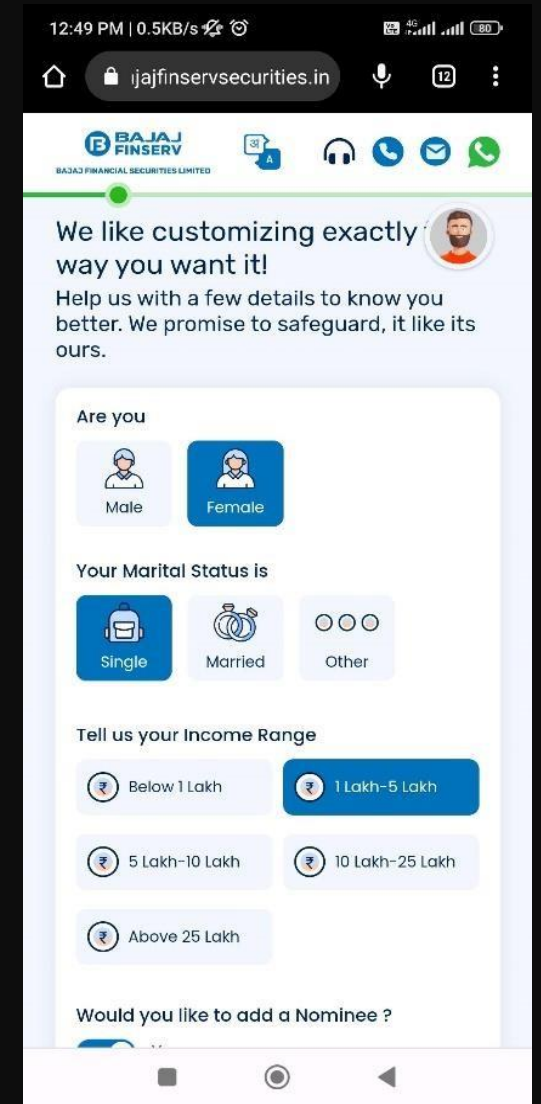 12:49 PM | 0.5KB/s
4G
80
ijajfinservsecurities.in
12
BAJAJ
FINSERV
BAJAJ FINANCIAL SECURITIES LIMITED
अ
A
We like customizing exactly
way you want it!
Help us with a few details to know you
better. We promise to safeguard, it like its
ours.
Are you
Male
Female
Your Marital Status is
Single
Married
Other
Tell us your Income Range
₹ Below 1 Lakh
₹ 1 Lakh-5 Lakh
₹ 5 Lakh-10 Lakh
₹ 10 Lakh-25 Lakh
₹ Above 25 Lakh
Would you like to add a Nominee ?